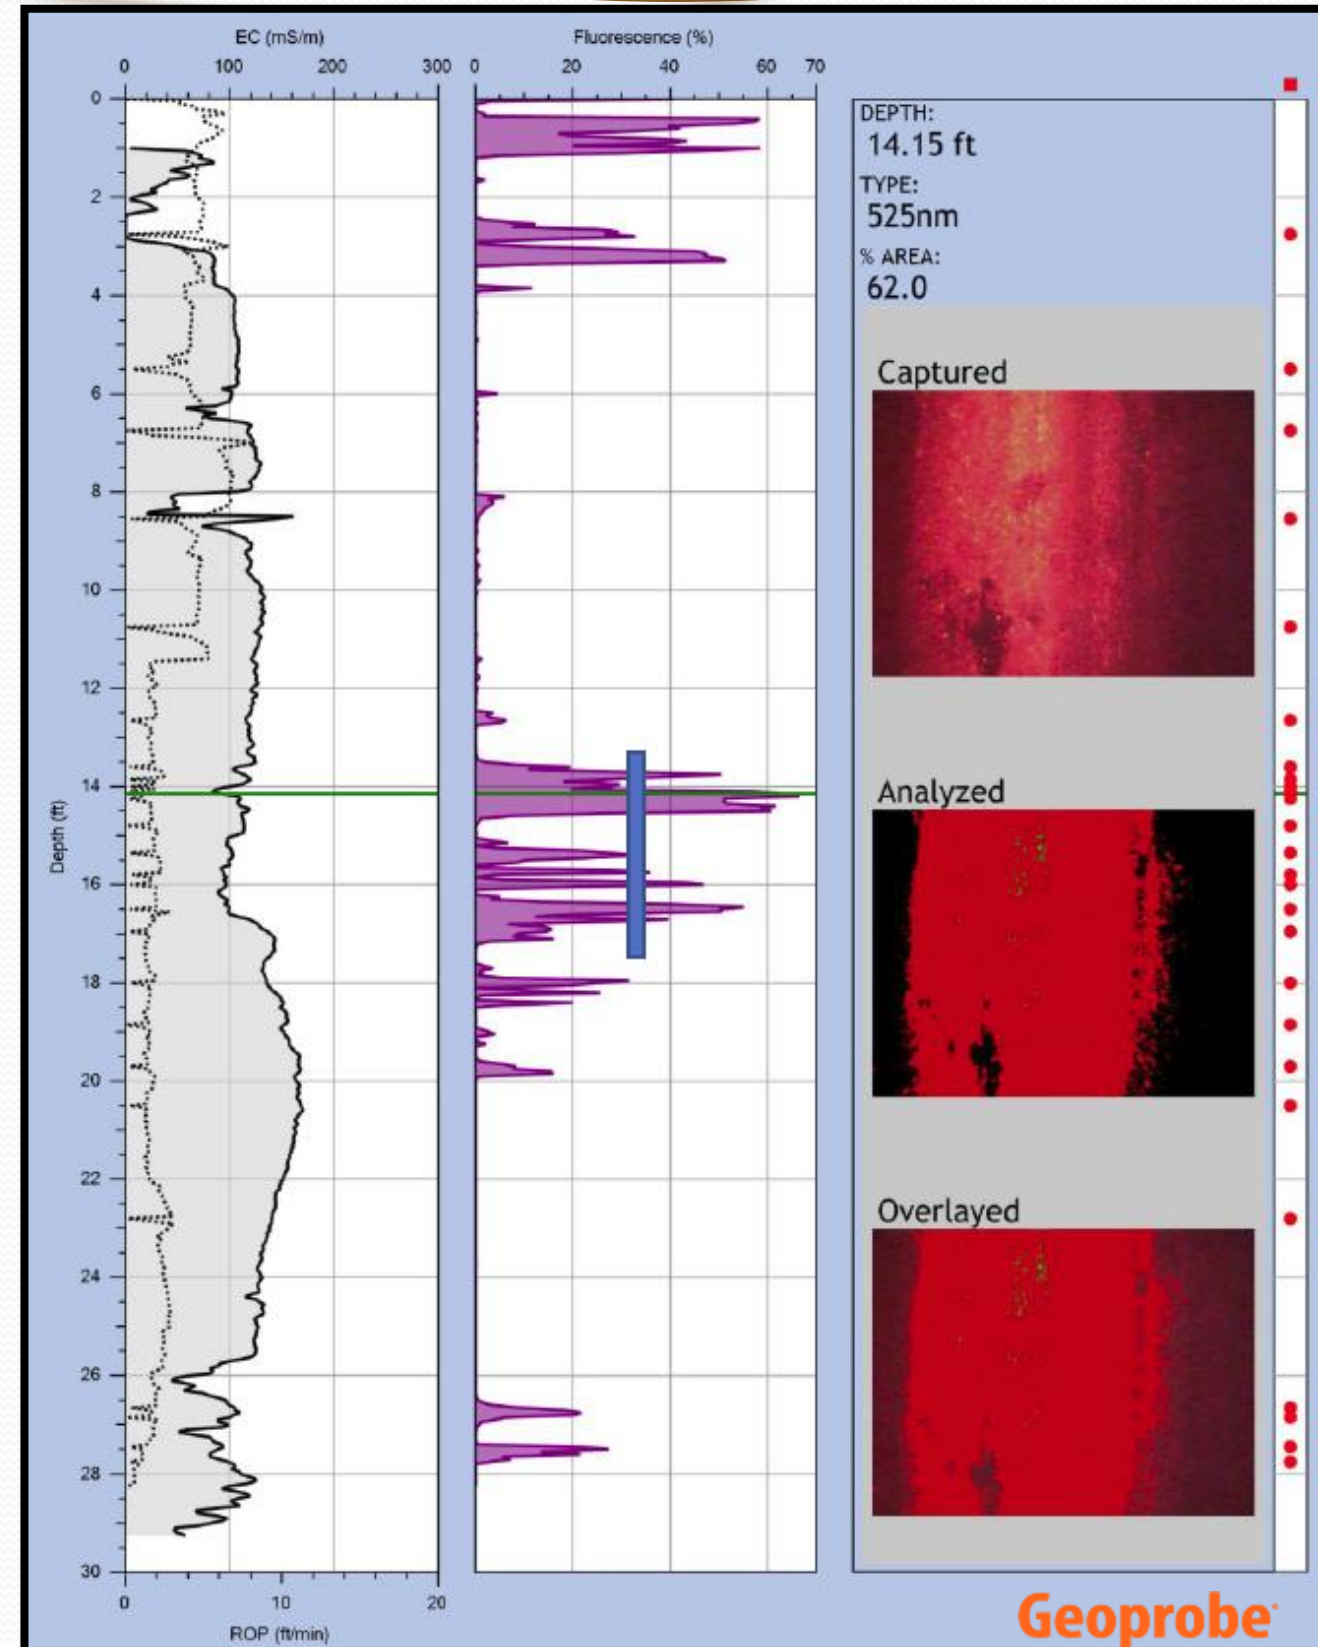 EC (mS/m)
0 100 200 300
Fluorescence (%)
0 20 40 60 70
Depth (ft)
0
2
4
6
8
10
12
14
16
18
20
22
24
26
28
30
0 10 20
ROP (ft/min)
DEPTH:
14.15 ft
TYPE:
525nm
% AREA:
62.0
Captured
Analyzed
Overlayed
Geoprobe